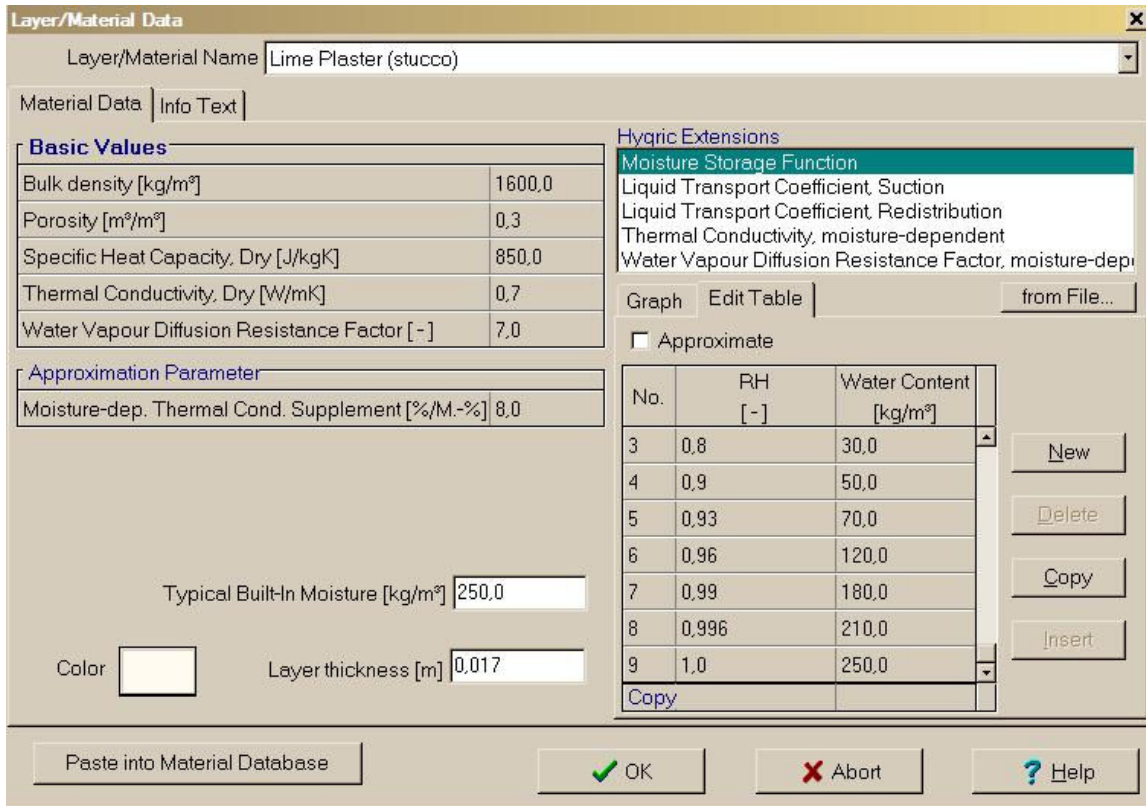 Layer/Material Data
Layer/Material Name Lime Plaster (stucco)
Material Data Info Text
Basic Values
Bulk density [kg/m³] 1600,0
Porosity [m³/m³] 0,3
Specific Heat Capacity, Dry [J/kgK] 850,0
Thermal Conductivity, Dry [W/mK] 0,7
Water Vapour Diffusion Resistance Factor [ - ] 7,0
Approximation Parameter
Moisture-dep. Thermal Cond. Supplement [%/M.-%] 8,0
Typical Built-In Moisture [kg/m³] 250,0
Color
Layer thickness [m] 0,017
Hygric Extensions
Moisture Storage Function
Liquid Transport Coefficient, Suction
Liquid Transport Coefficient, Redistribution
Thermal Conductivity, moisture-dependent
Water Vapour Diffusion Resistance Factor, moisture-dep
Graph Edit Table from File...
Approximate
No. RH [ - ] Water Content [kg/m³]
3 0,8 30,0
4 0,9 50,0
5 0,93 70,0
6 0,96 120,0
7 0,99 180,0
8 0,996 210,0
9 1,0 250,0
Copy
New
Delete
Copy
Insert
Paste into Material Database
OK
Abort
? Help